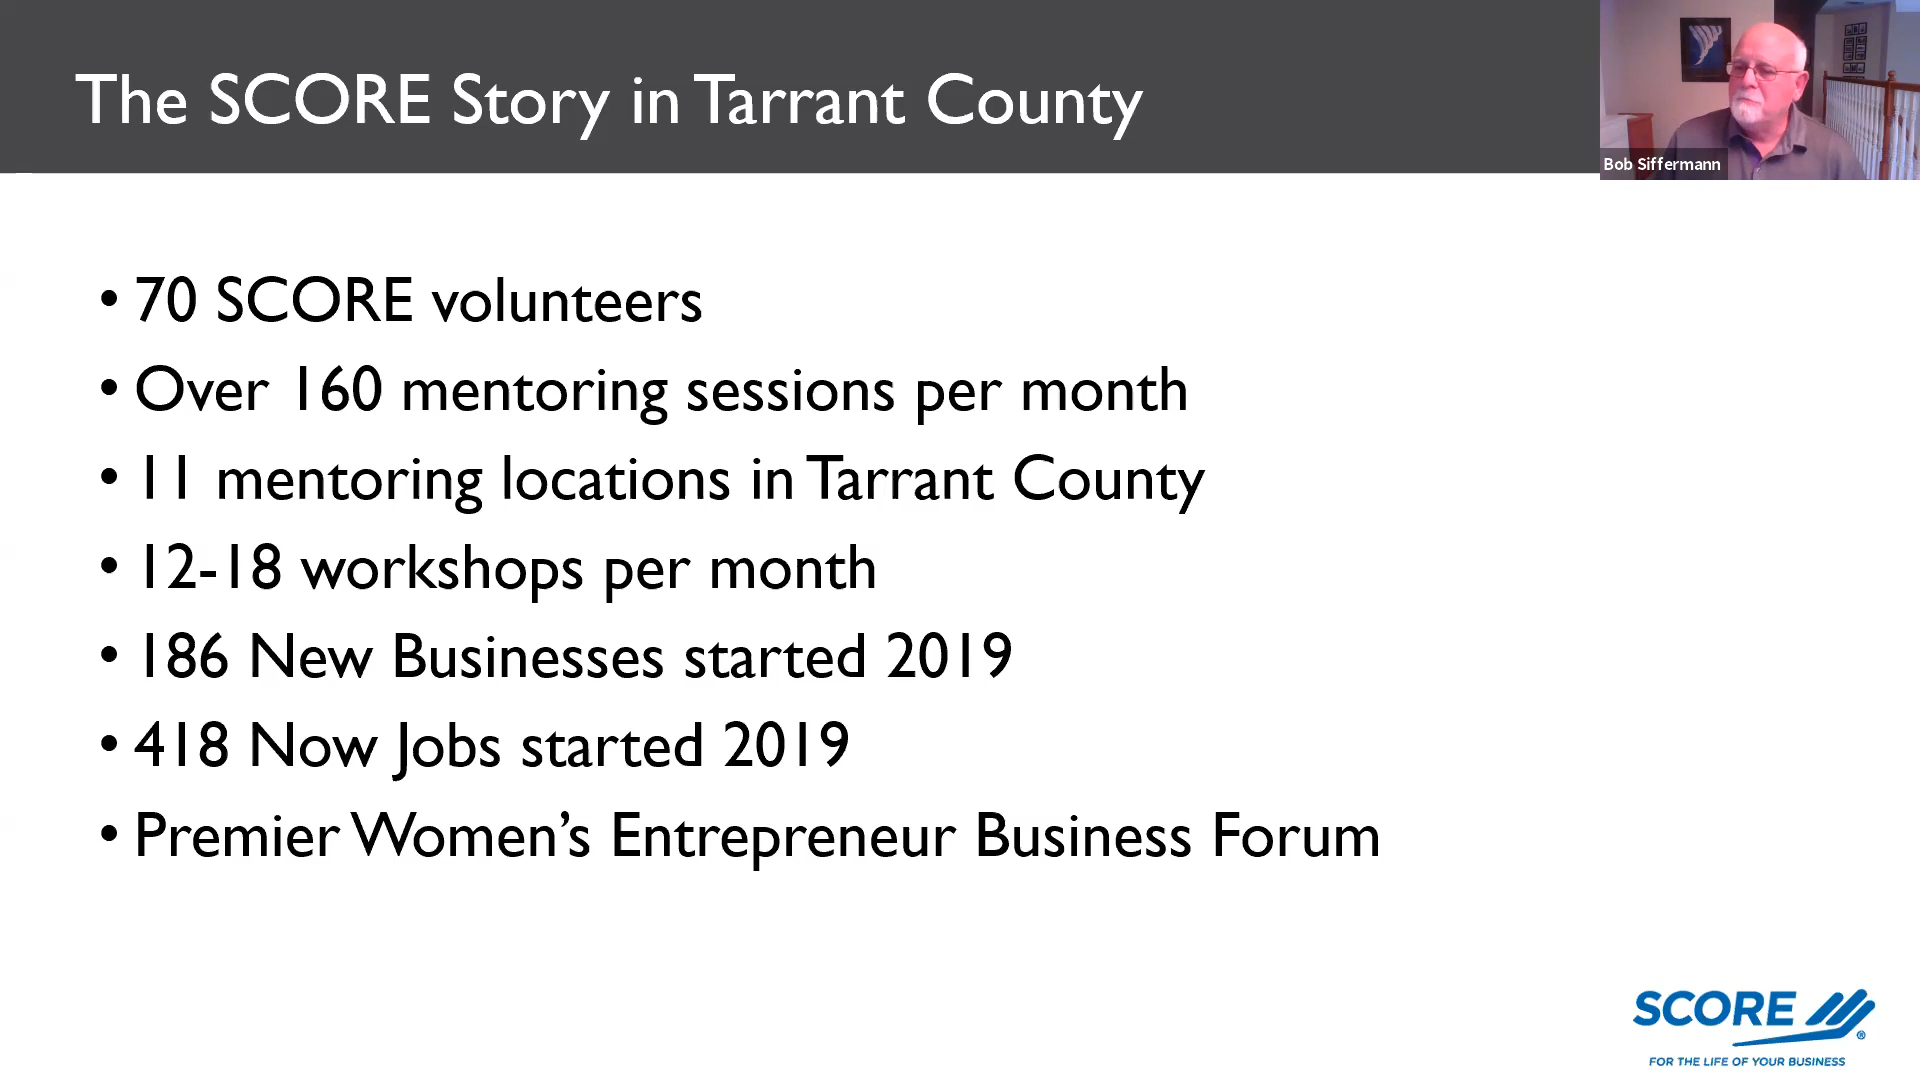 The SCORE Story in Tarrant County
Bob Siffermann
• 70 SCORE volunteers
• Over 160 mentoring sessions per month
• 11 mentoring locations in Tarrant County
• 12-18 workshops per month
• 186 New Businesses started 2019
• 418 Now Jobs started 2019
• Premier Women’s Entrepreneur Business Forum
SCORE ®
FOR THE LIFE OF YOUR BUSINESS